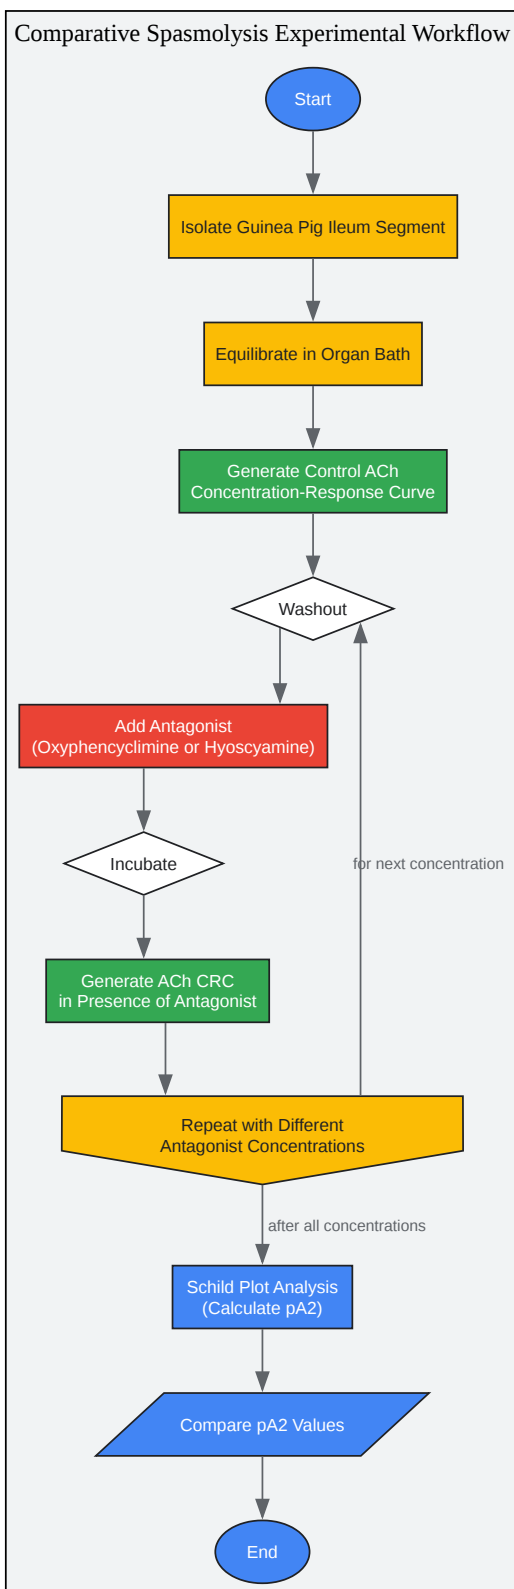 Comparative Spasmolysis Experimental Workflow
Start
Isolate Guinea Pig Ileum Segment
Equilibrate in Organ Bath
Generate Control ACh
Concentration-Response Curve
Washout
Add Antagonist
(Oxyphencyclimine or Hyoscyamine)
Incubate
for next concentration
Generate ACh CRC
in Presence of Antagonist
Repeat with Different
Antagonist Concentrations
after all concentrations
Schild Plot Analysis
(Calculate pA2)
Compare pA2 Values
End